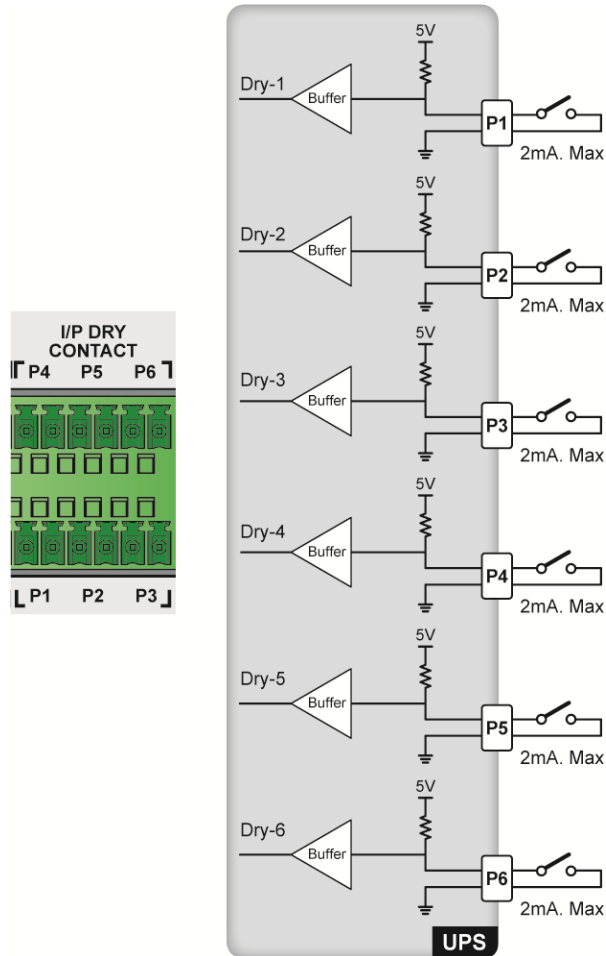 I/P DRY
CONTACT
P4 P5 P6
P1 P2 P3
5V
Dry-1
Buffer
P1
2mA. Max
5V
Dry-2
Buffer
P2
2mA. Max
5V
Dry-3
Buffer
P3
2mA. Max
5V
Dry-4
Buffer
P4
2mA. Max
5V
Dry-5
Buffer
P5
2mA. Max
5V
Dry-6
Buffer
P6
2mA. Max
UPS